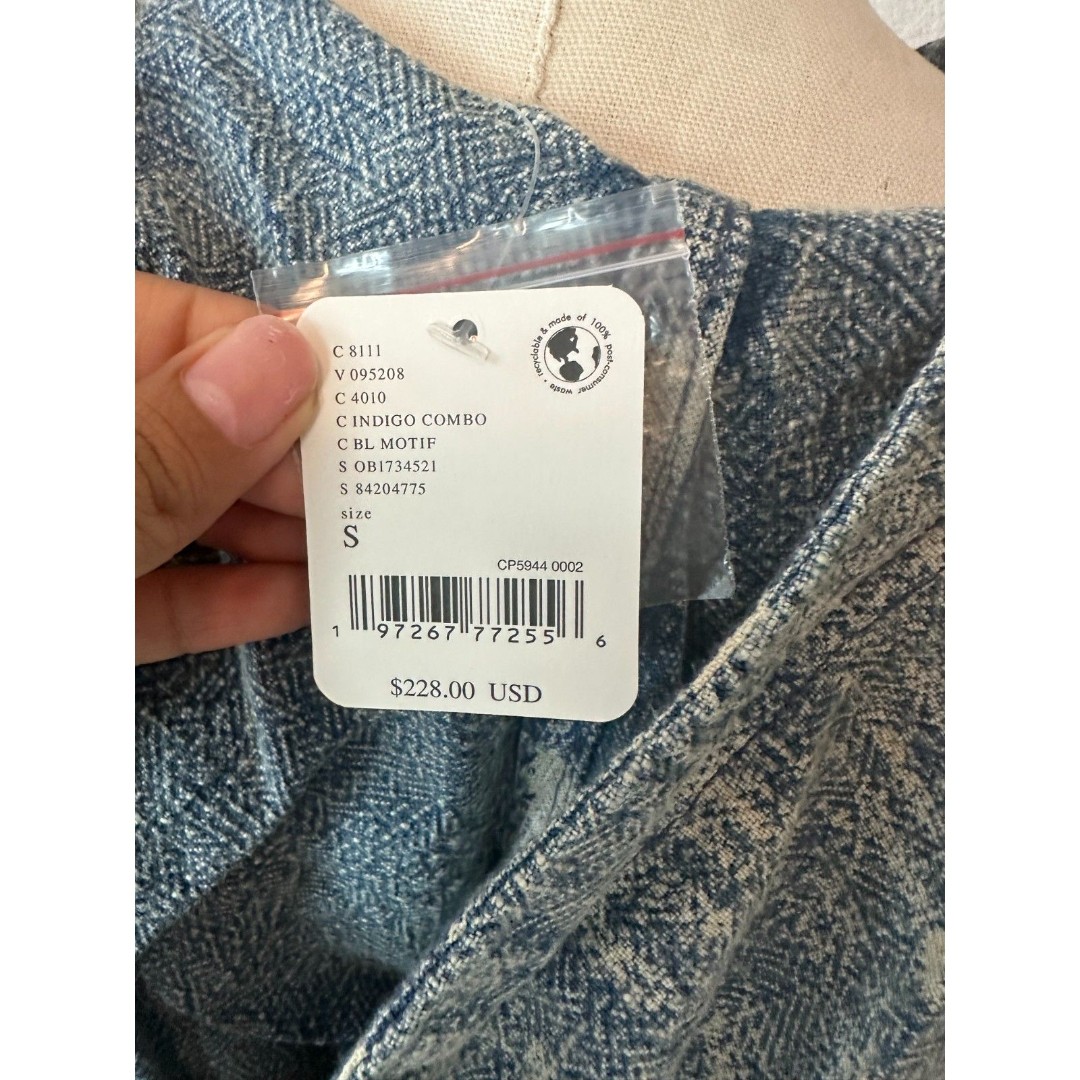 C 8111
V 095208
C 4010
C INDIGO COMBO
C BL MOTIF
S OB1734521
S 84204775
size
S
recyclable & made of 100% post-consumer waste •
CP5944 0002
1 97267 77255 6
$228.00 USD